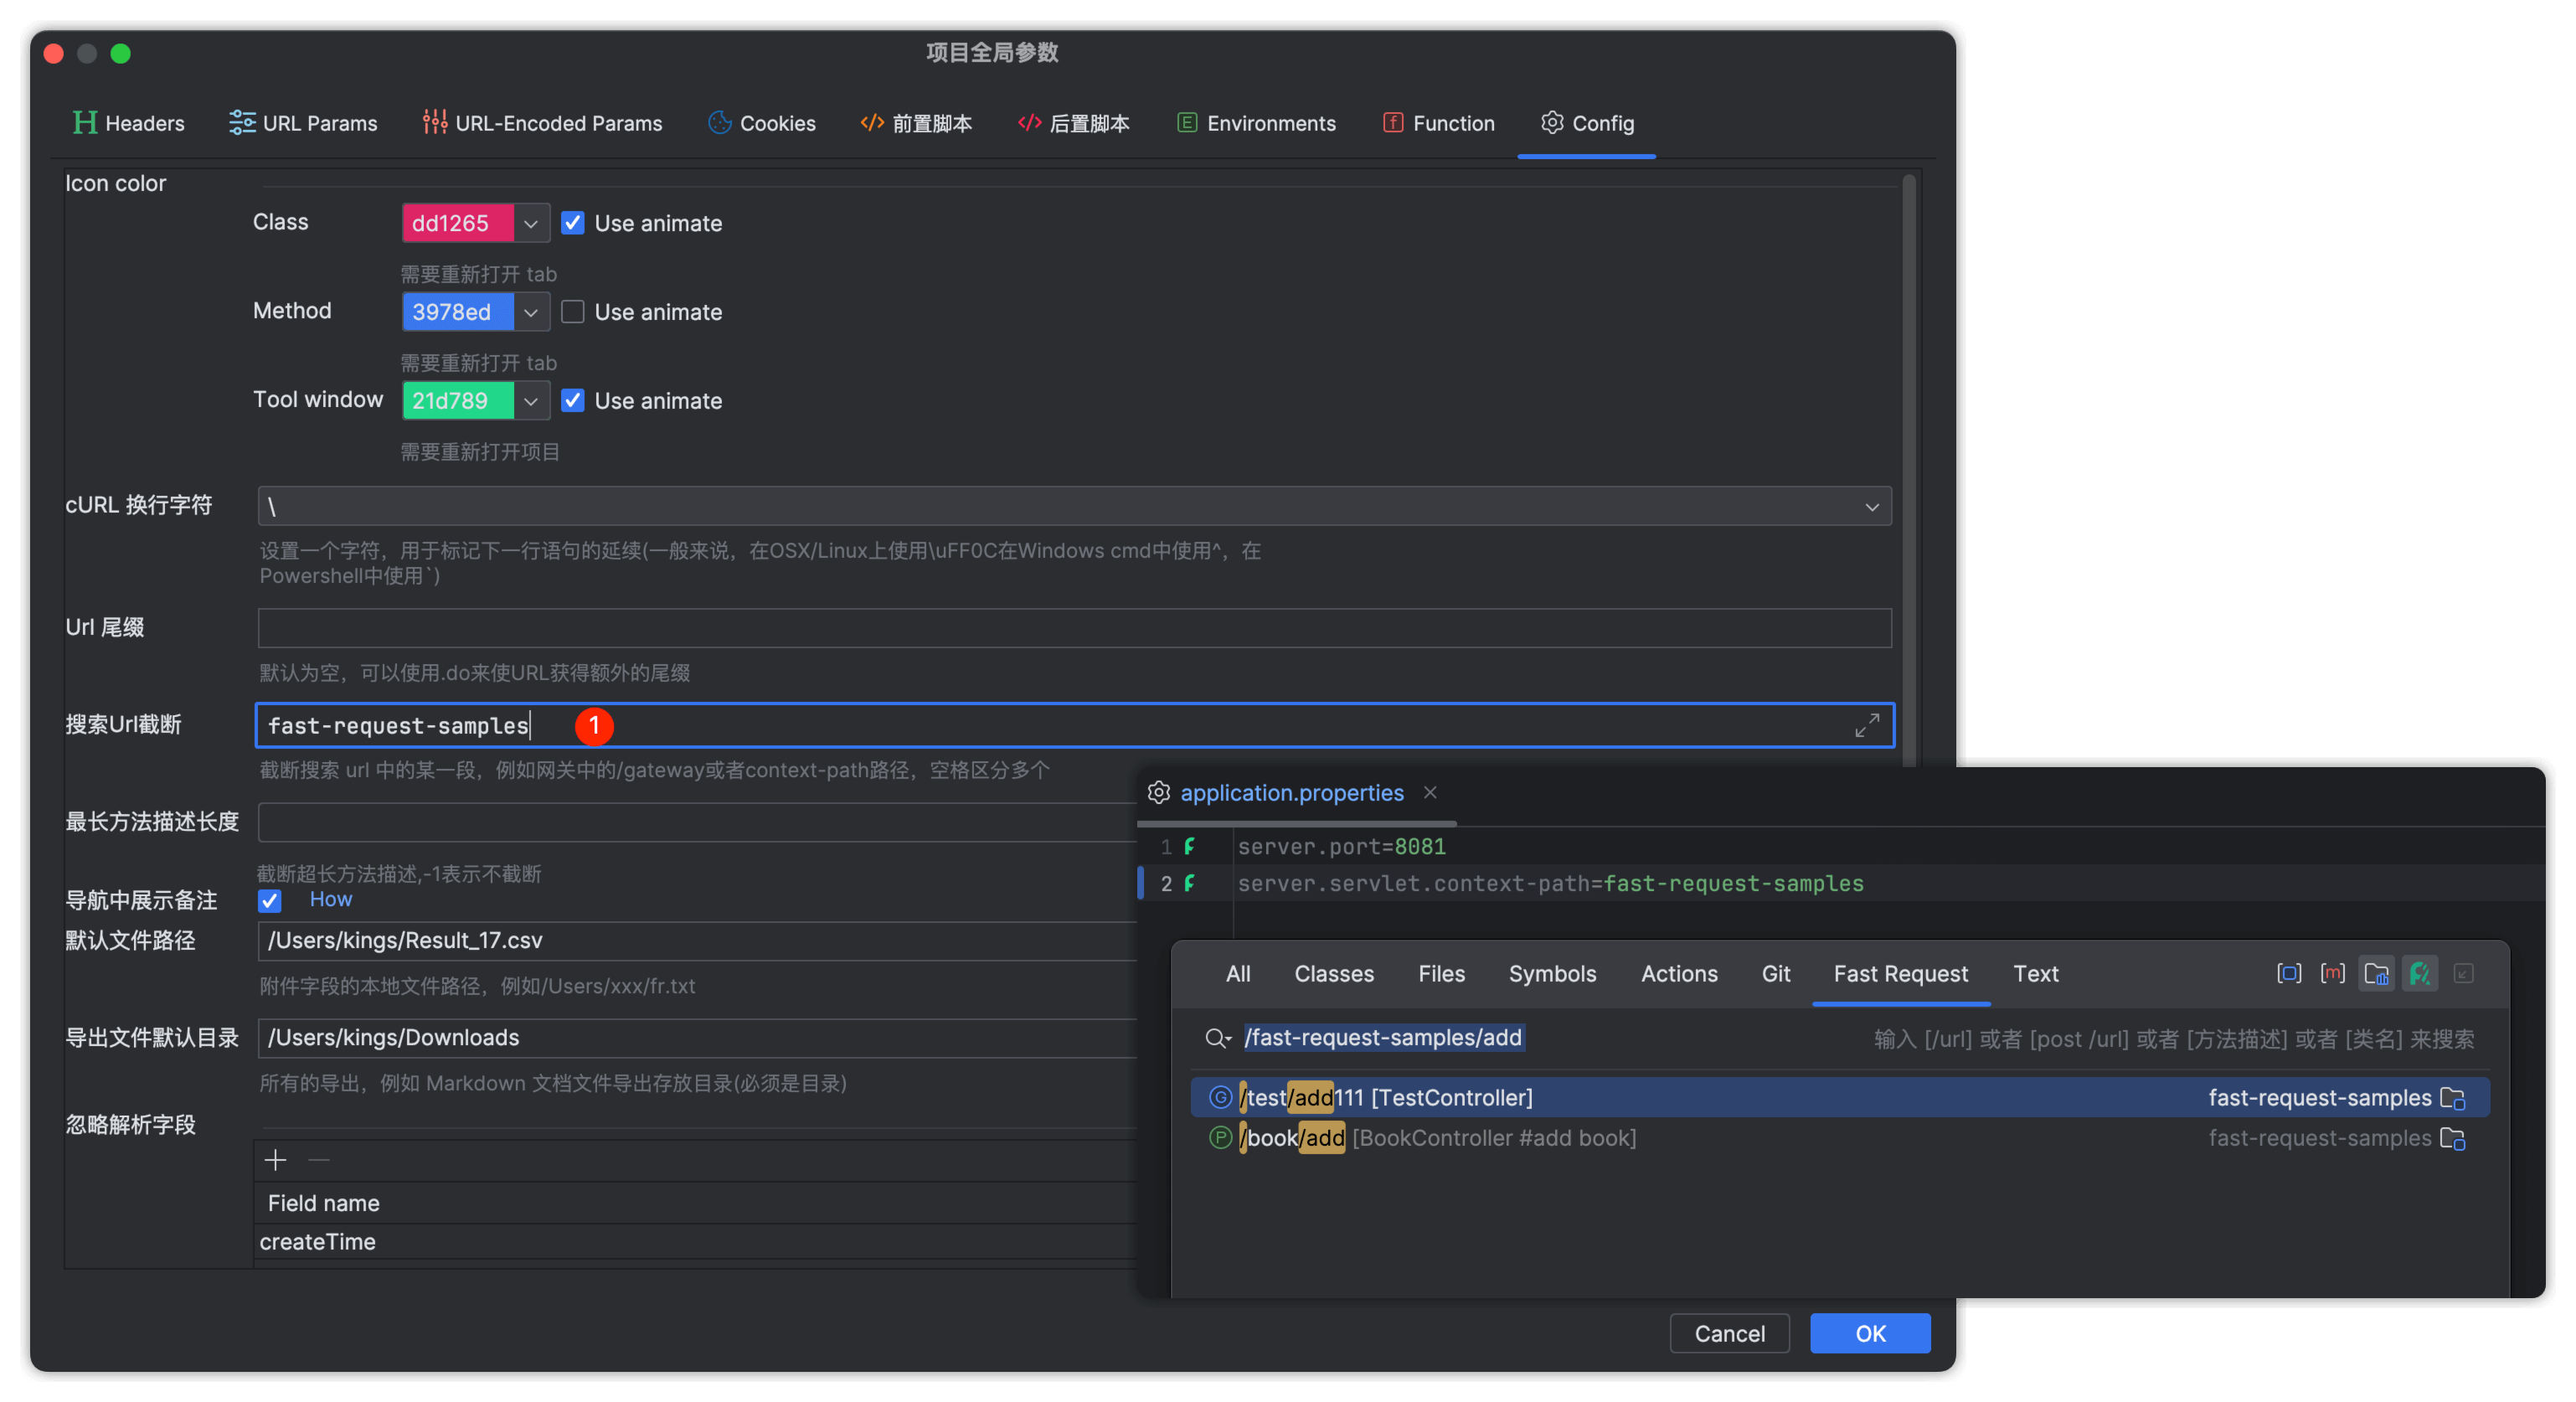 项目全局参数
Headers URL Params URL-Encoded Params Cookies 前置脚本 后置脚本 Environments Function Config
Icon color
Class dd1265 Use animate
需要重新打开 tab
Method 3978ed Use animate
需要重新打开 tab
Tool window 21d789 Use animate
需要重新打开项目
cURL 换行字符 \
设置一个字符，用于标记下一行语句的延续(一般来说，在OSX/Linux上使用\uFF0C在Windows cmd中使用^，在
Powershell中使用`)
Url 尾缀
默认为空，可以使用.do来使URL获得额外的尾缀
搜索Url截断 fast-request-samples 1
截断搜索 url 中的某一段，例如网关中的/gateway或者context-path路径，空格区分多个
最长方法描述长度
截断超长方法描述,-1表示不截断
导航中展示备注 How
默认文件路径 /Users/kings/Result_17.csv
附件字段的本地文件路径，例如/Users/xxx/fr.txt
导出文件默认目录 /Users/kings/Downloads
所有的导出，例如 Markdown 文档文件导出存放目录(必须是目录)
忽略解析字段
Field name
createTime
Cancel OK
application.properties
1 server.port=8081
2 server.servlet.context-path=fast-request-samples
All Classes Files Symbols Actions Git Fast Request Text
/fast-request-samples/add 输入 [/url] 或者 [post /url] 或者 [方法描述] 或者 [类名] 来搜索
G /test/add111 [TestController] fast-request-samples
P /book/add [BookController #add book] fast-request-samples